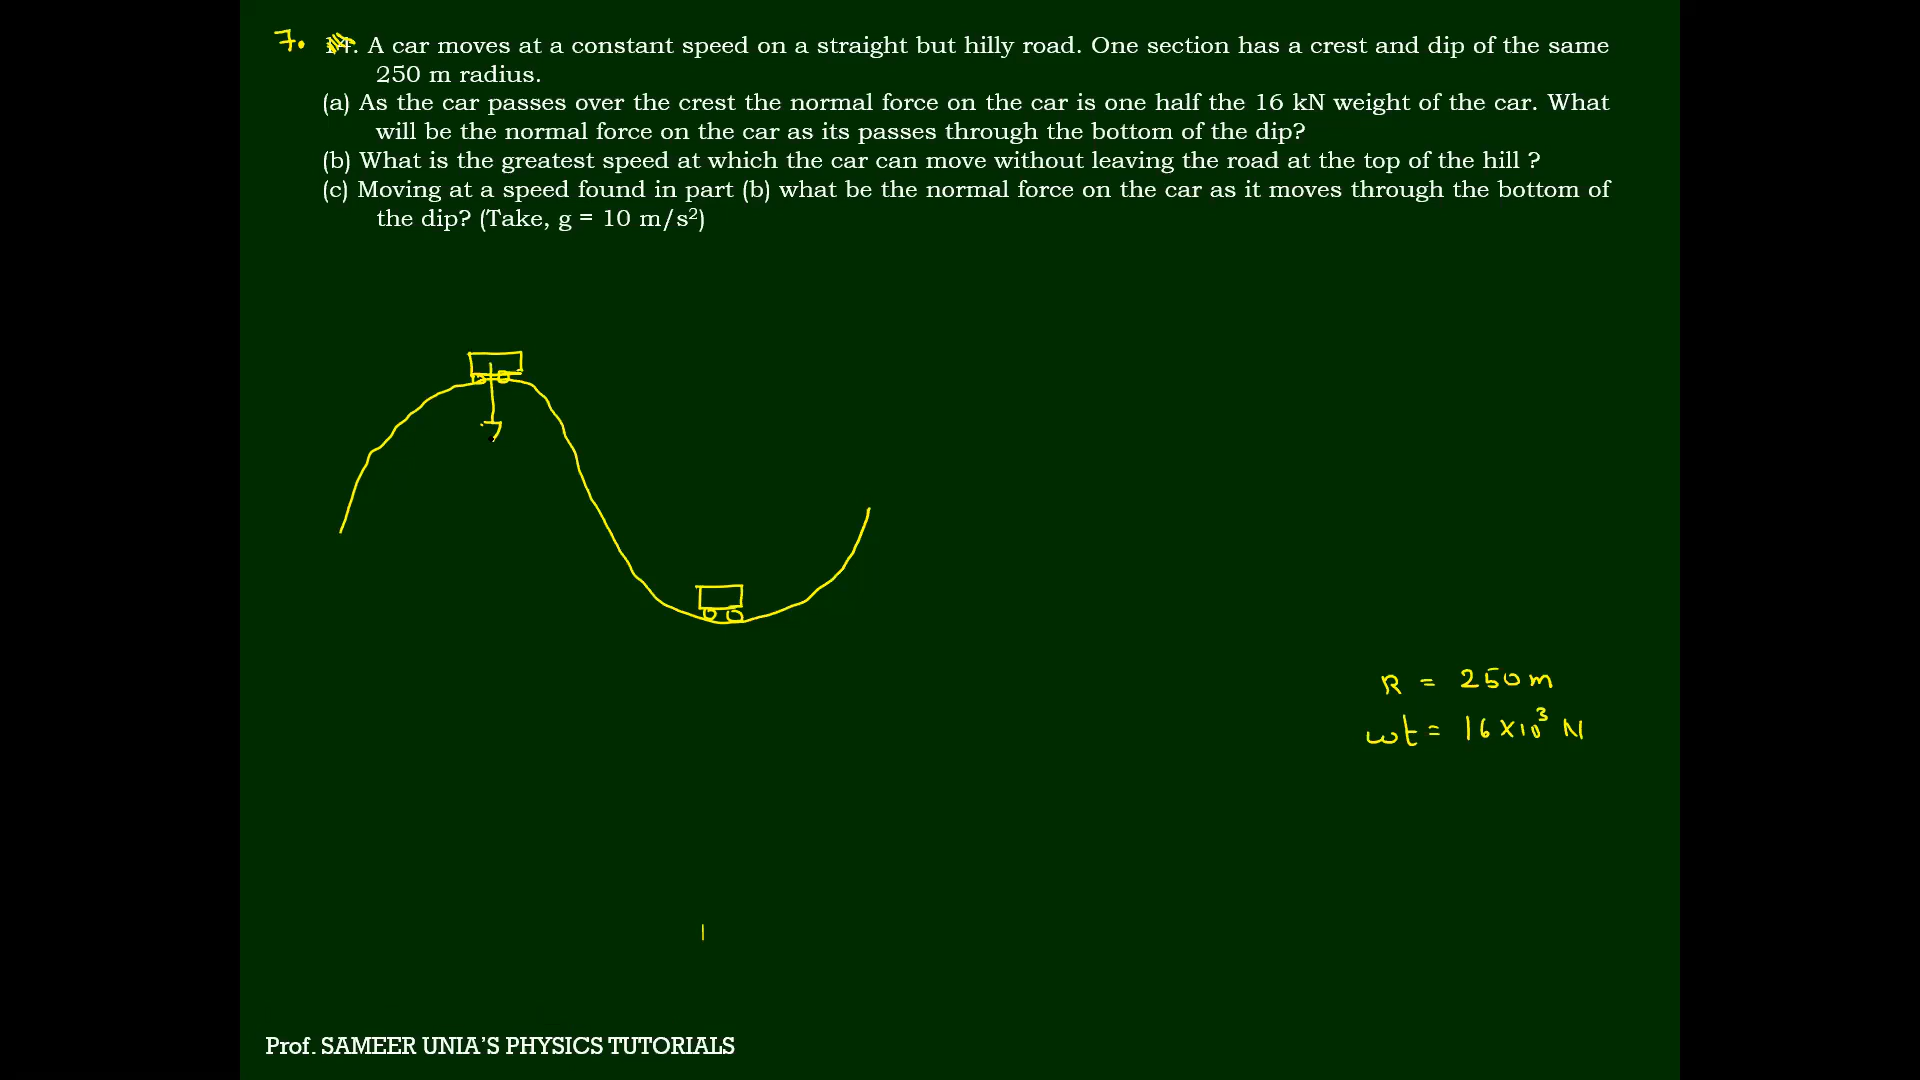 7. 14. A car moves at a constant speed on a straight but hilly road. One section has a crest and dip of the same
250 m radius.
(a) As the car passes over the crest the normal force on the car is one half the 16 kN weight of the car. What
will be the normal force on the car as its passes through the bottom of the dip?
(b) What is the greatest speed at which the car can move without leaving the road at the top of the hill ?
(c) Moving at a speed found in part (b) what be the normal force on the car as it moves through the bottom of
the dip? (Take, g = 10 m/s²)
R = 250 m
wt = 16×10³ N
Prof. SAMEER UNIA'S PHYSICS TUTORIALS